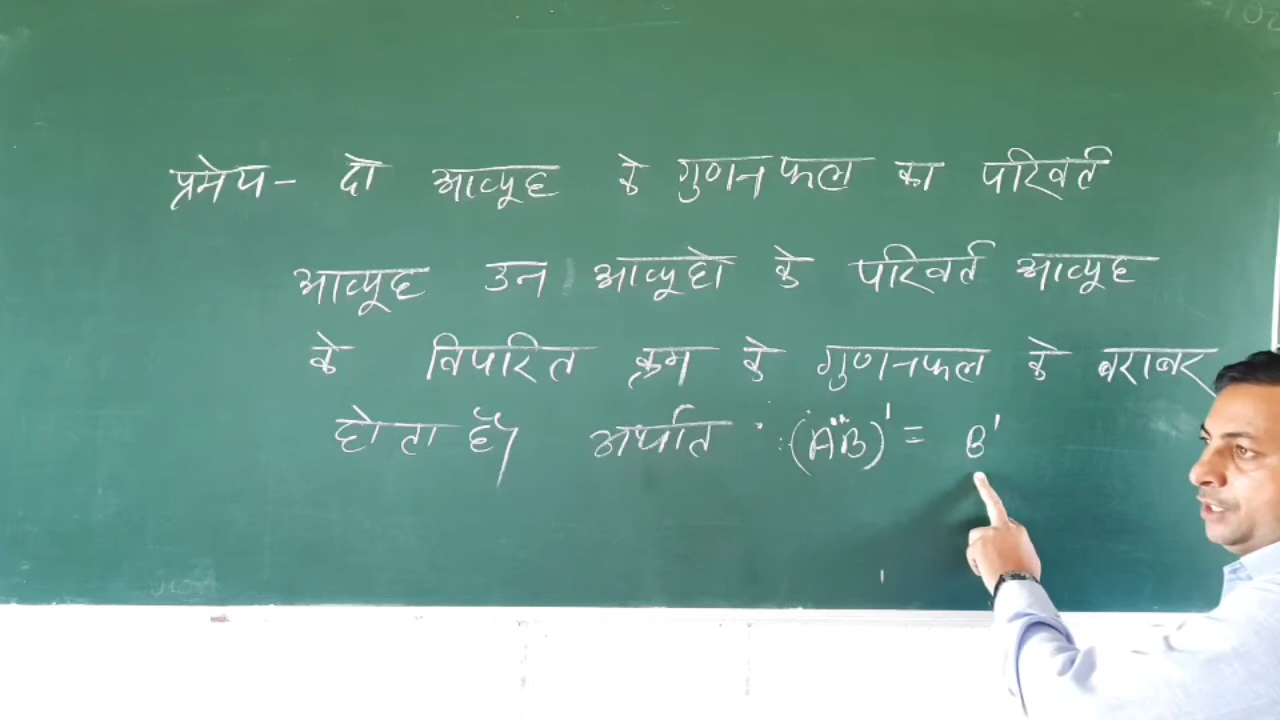 प्रमेय- दो आव्यूह के गुणनफल का परिवर्त
आव्यूह उन आव्यूहो के परिवर्त आव्यूह
के विपरित क्रम के गुणनफल के बराबर
होता है। अर्थात : (AB)' = B'